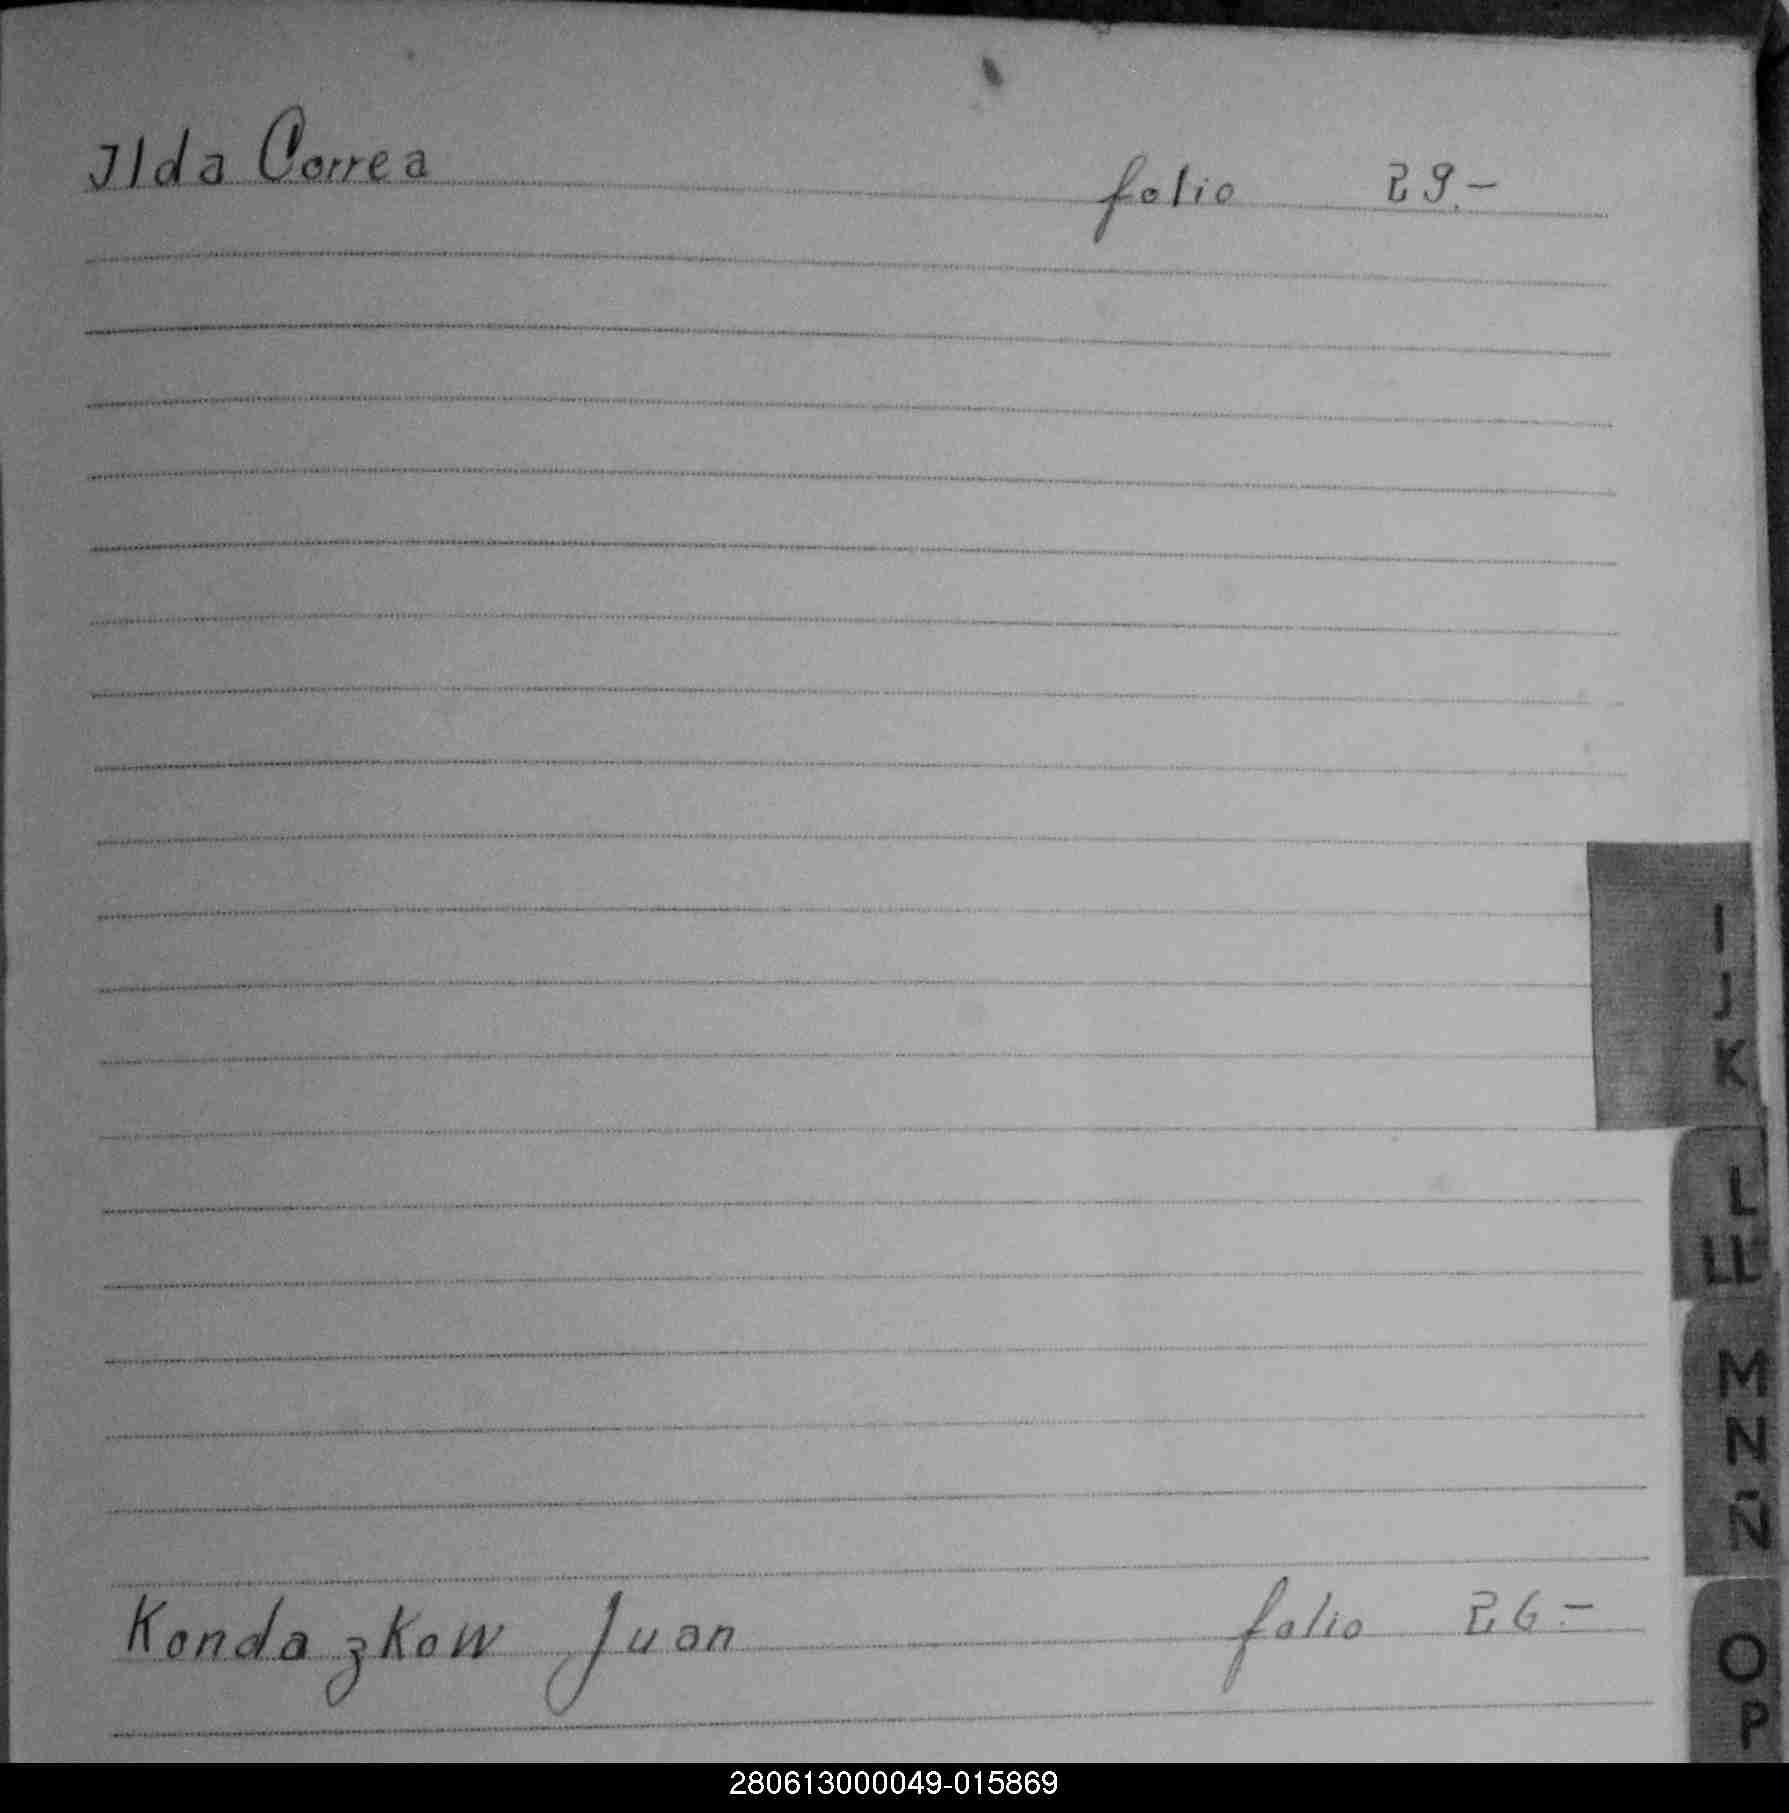 Ilda Correa folio 29.-
I
J
K
L
LL
M
N
Ñ
Kondazkow Juan folio 26-
O
P
280613000049-015869